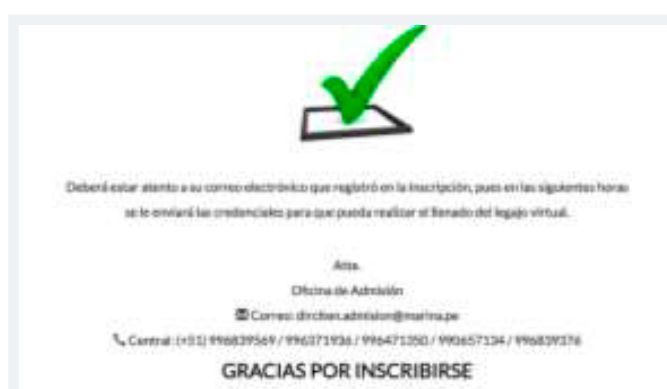 Deberá estar atento a su correo electrónico que registró en la inscripción, pues en las siguientes horas
se le enviará las credenciales para que pueda realizar el llenado del legajo virtual.
Atte.
Oficina de Admisión
Correo: dirciten.admision@marina.pe
Central: (+51) 996839569 / 996371936 / 996471350 / 990657134 / 996839376
GRACIAS POR INSCRIBIRSE